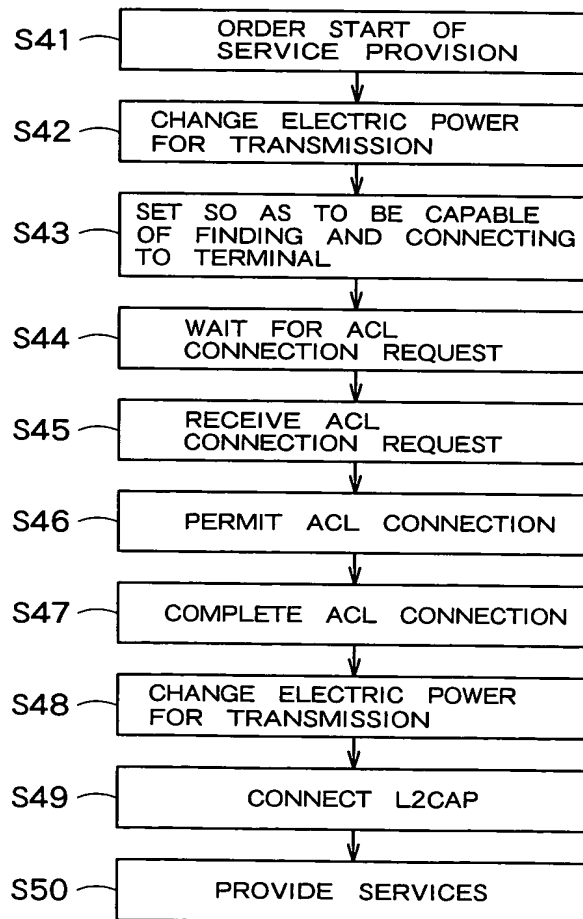 S41
ORDER START OF
SERVICE PROVISION
S42
CHANGE ELECTRIC POWER
FOR TRANSMISSION
S43
SET SO AS TO BE CAPABLE
OF FINDING AND CONNECTING
TO TERMINAL
S44
WAIT FOR ACL
CONNECTION REQUEST
S45
RECEIVE ACL
CONNECTION REQUEST
S46
PERMIT ACL CONNECTION
S47
COMPLETE ACL CONNECTION
S48
CHANGE ELECTRIC POWER
FOR TRANSMISSION
S49
CONNECT L2CAP
S50
PROVIDE SERVICES